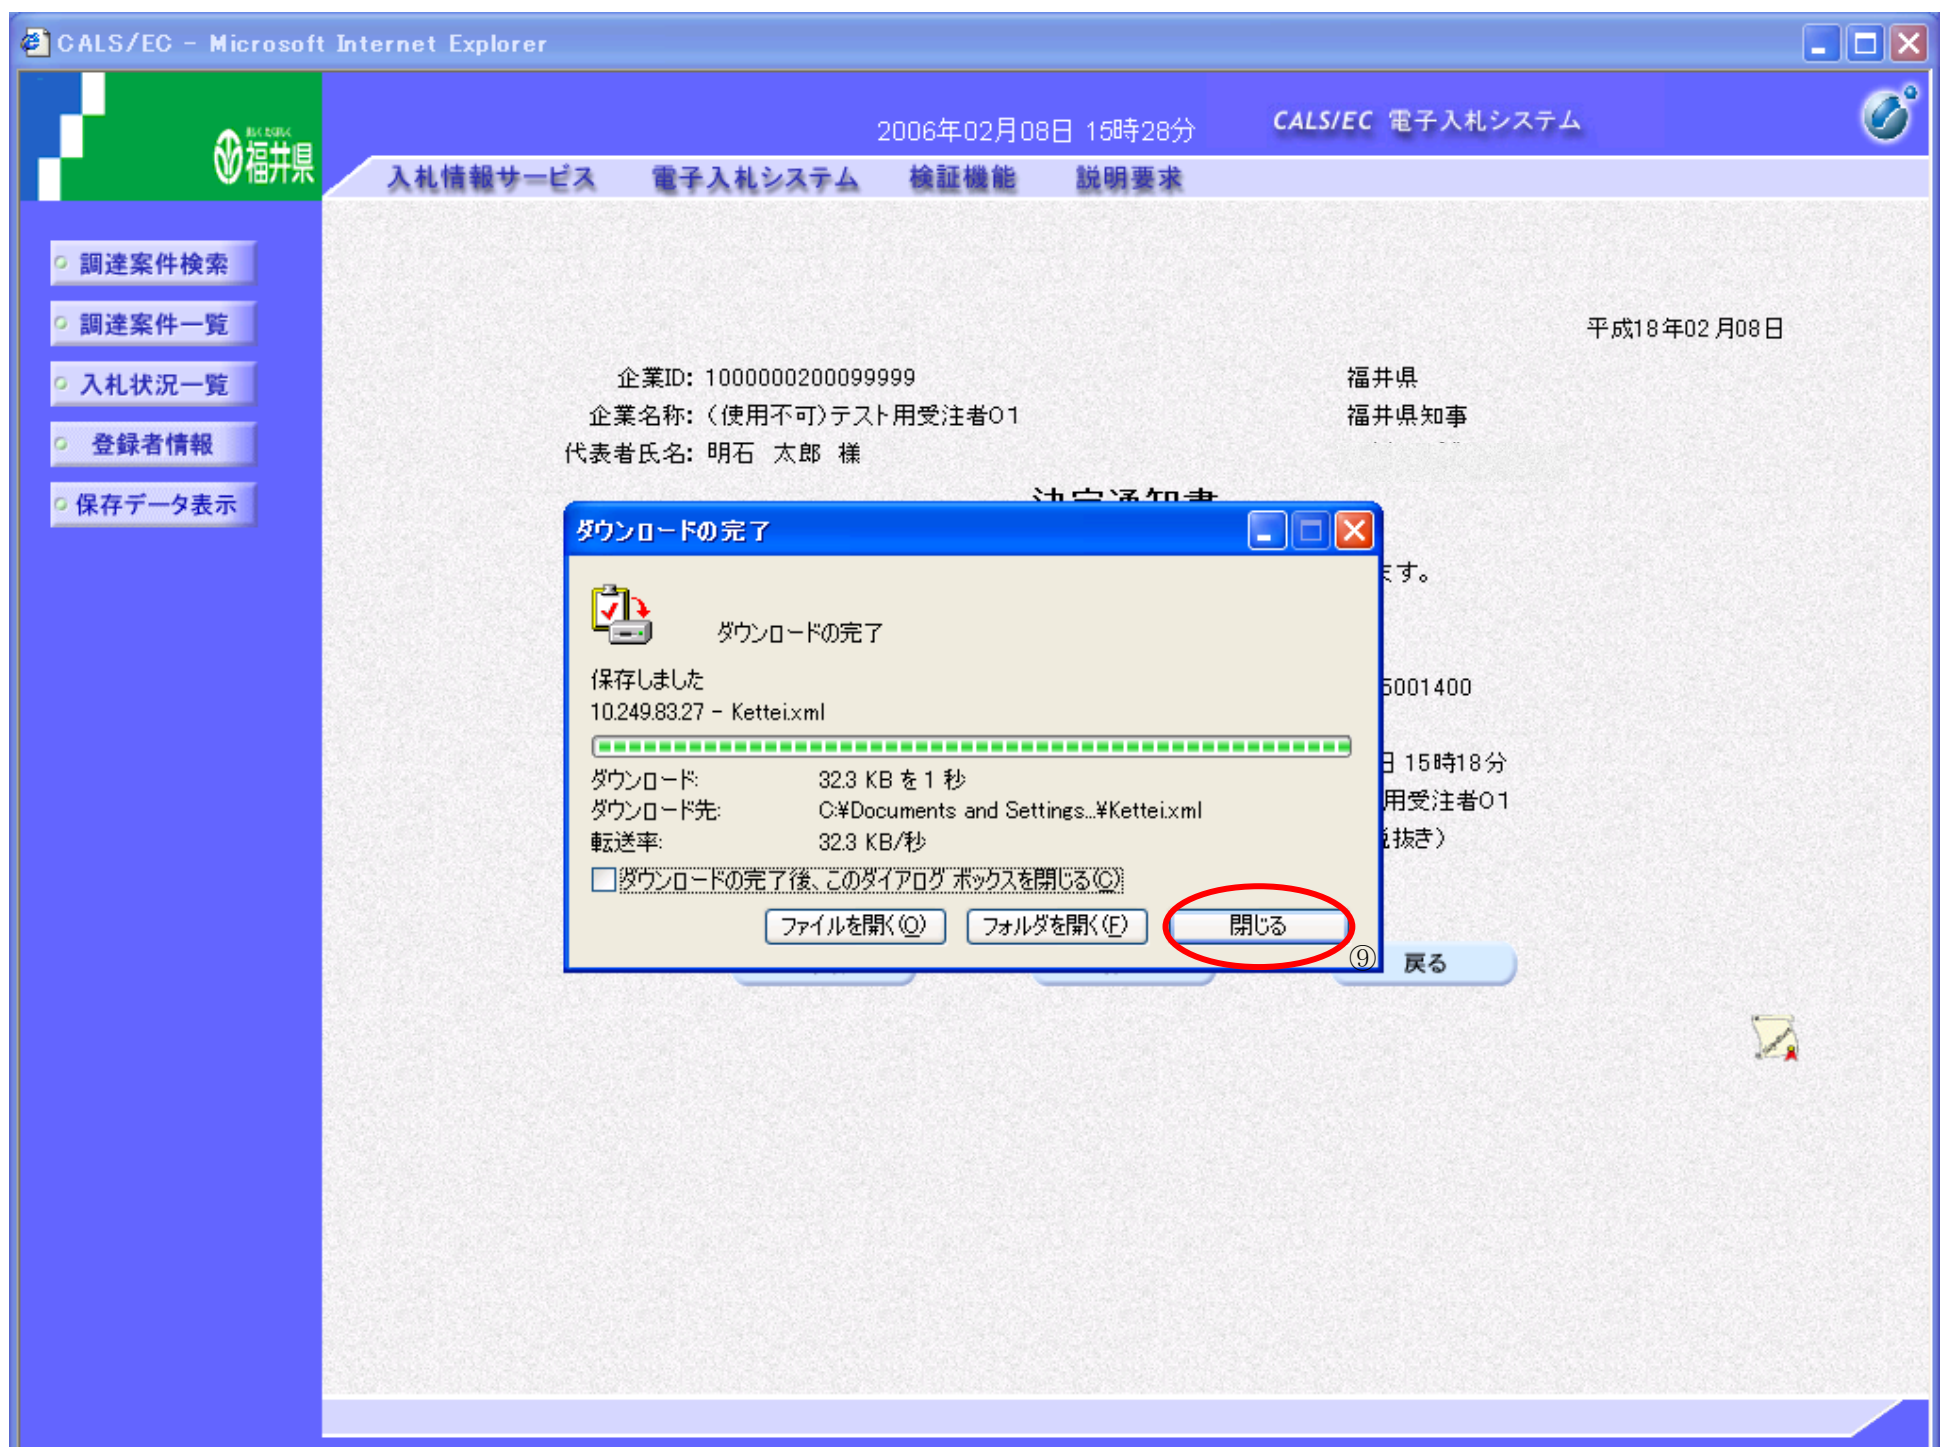 CALS/EC - Microsoft Internet Explorer
福井県
2006年02月08日 15時28分
CALS/EC 電子入札システム
入札情報サービス 電子入札システム 検証機能 説明要求
調達案件検索
調達案件一覧
入札状況一覧
登録者情報
保存データ表示
平成18年02月08日
企業ID: 1000000200099999
企業名称: （使用不可）テスト用受注者01
代表者氏名: 明石 太郎 様
福井県
福井県知事
決定通知書
ダウンロードの完了
ダウンロードの完了
保存しました
10.249.83.27 - Kettei.xml
ダウンロード: 32.3 KB を 1 秒
ダウンロード先: C:¥Documents and Settings...¥Kettei.xml
転送率: 32.3 KB/秒
ダウンロードの完了後、このダイアログ ボックスを閉じる(C)
ファイルを開く(O) フォルダを開く(F) 閉じる
⑨
ます。
5001400
日 15時18分
用受注者01
税抜き）
戻る